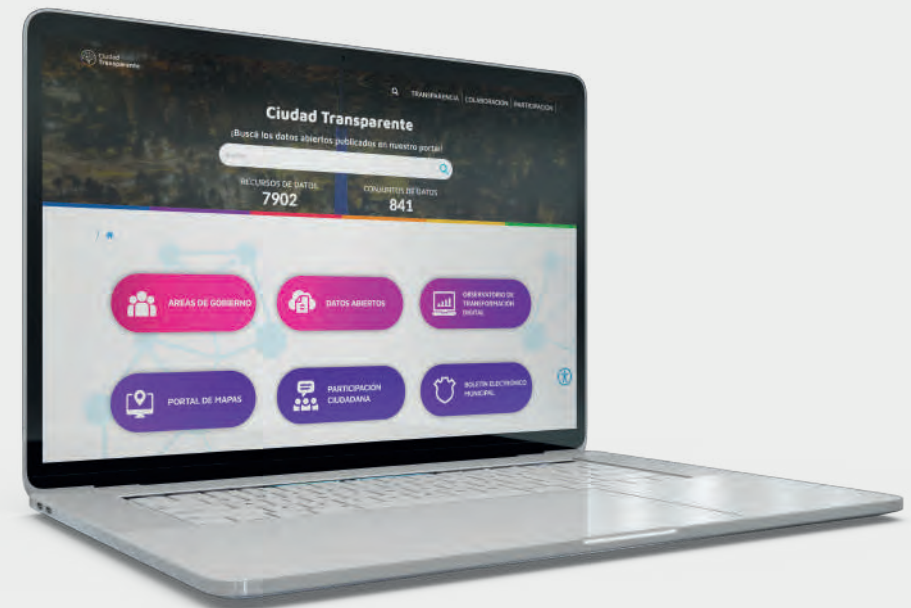 Ciudad
Transparente
TRANSPARENCIA | COLABORACIÓN | PARTICIPACIÓN |
Ciudad Transparente
¡Buscá los datos abiertos publicados en nuestro portal!
RECURSOS DE DATOS
7902
CONJUNTOS DE DATOS
841
/
AREAS DE GOBIERNO
DATOS ABIERTOS
OBSERVATORIO DE
TRANSFORMACIÓN
DIGITAL
PORTAL DE MAPAS
PARTICIPACIÓN
CIUDADANA
BOLETÍN ELECTRÓNICO
MUNICIPAL